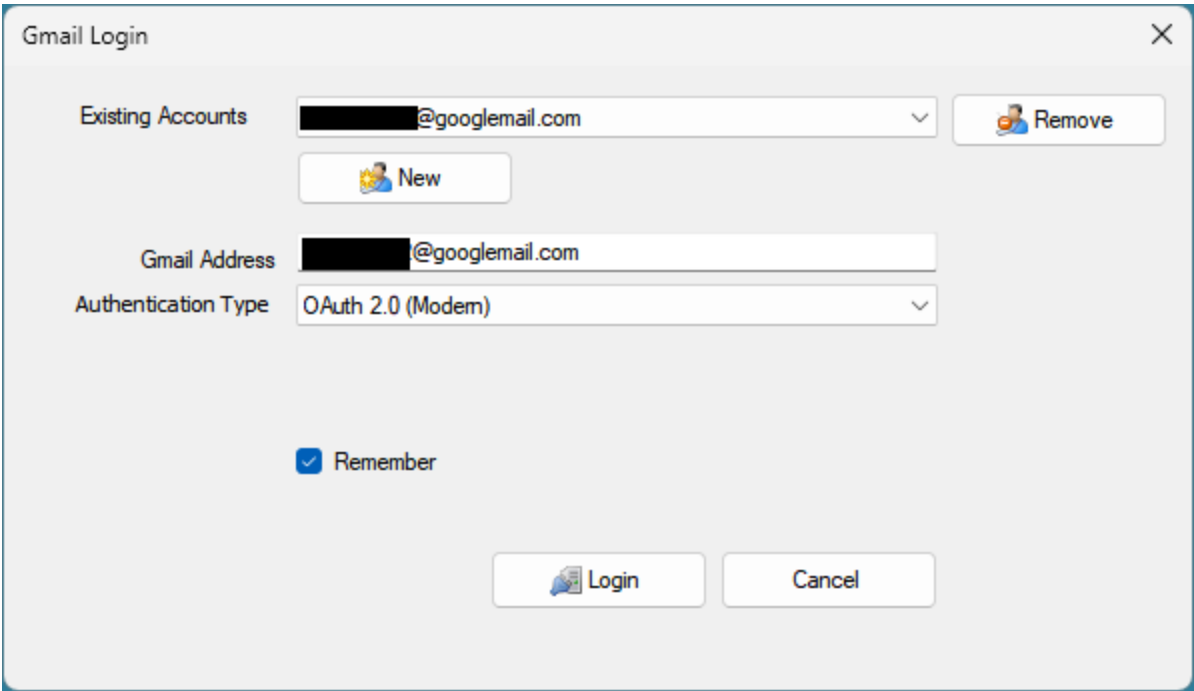 Gmail Login
Existing Accounts @googlemail.com Remove
New
Gmail Address @googlemail.com
Authentication Type OAuth 2.0 (Modern)
Remember
Login Cancel